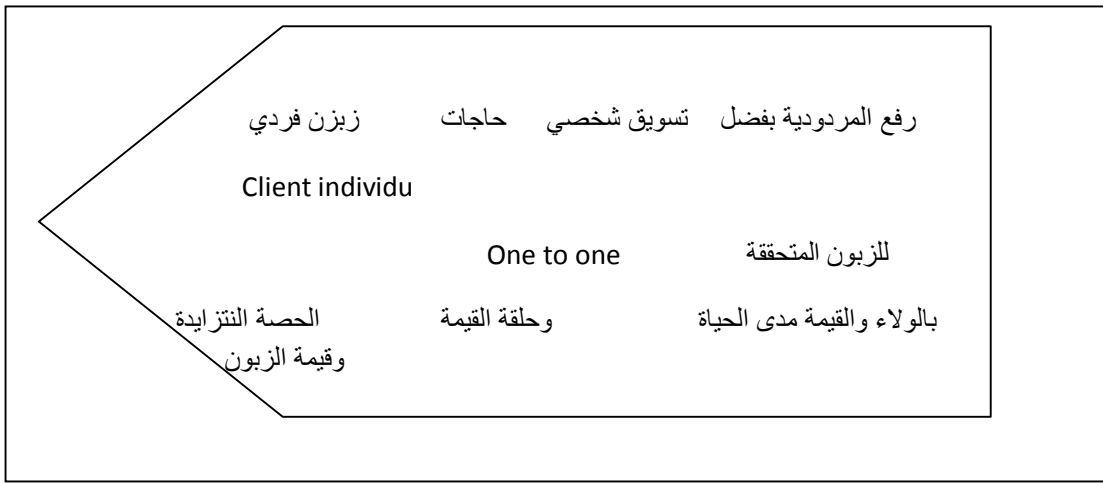 رفع المردودية بفضل تسويق شخصي حاجات زبزن فردي
Client individu
للزبون المتحققة One to one
بالولاء والقيمة مدى الحياة وحلقة القيمة الحصة النتزايدة
وقيمة الزبون